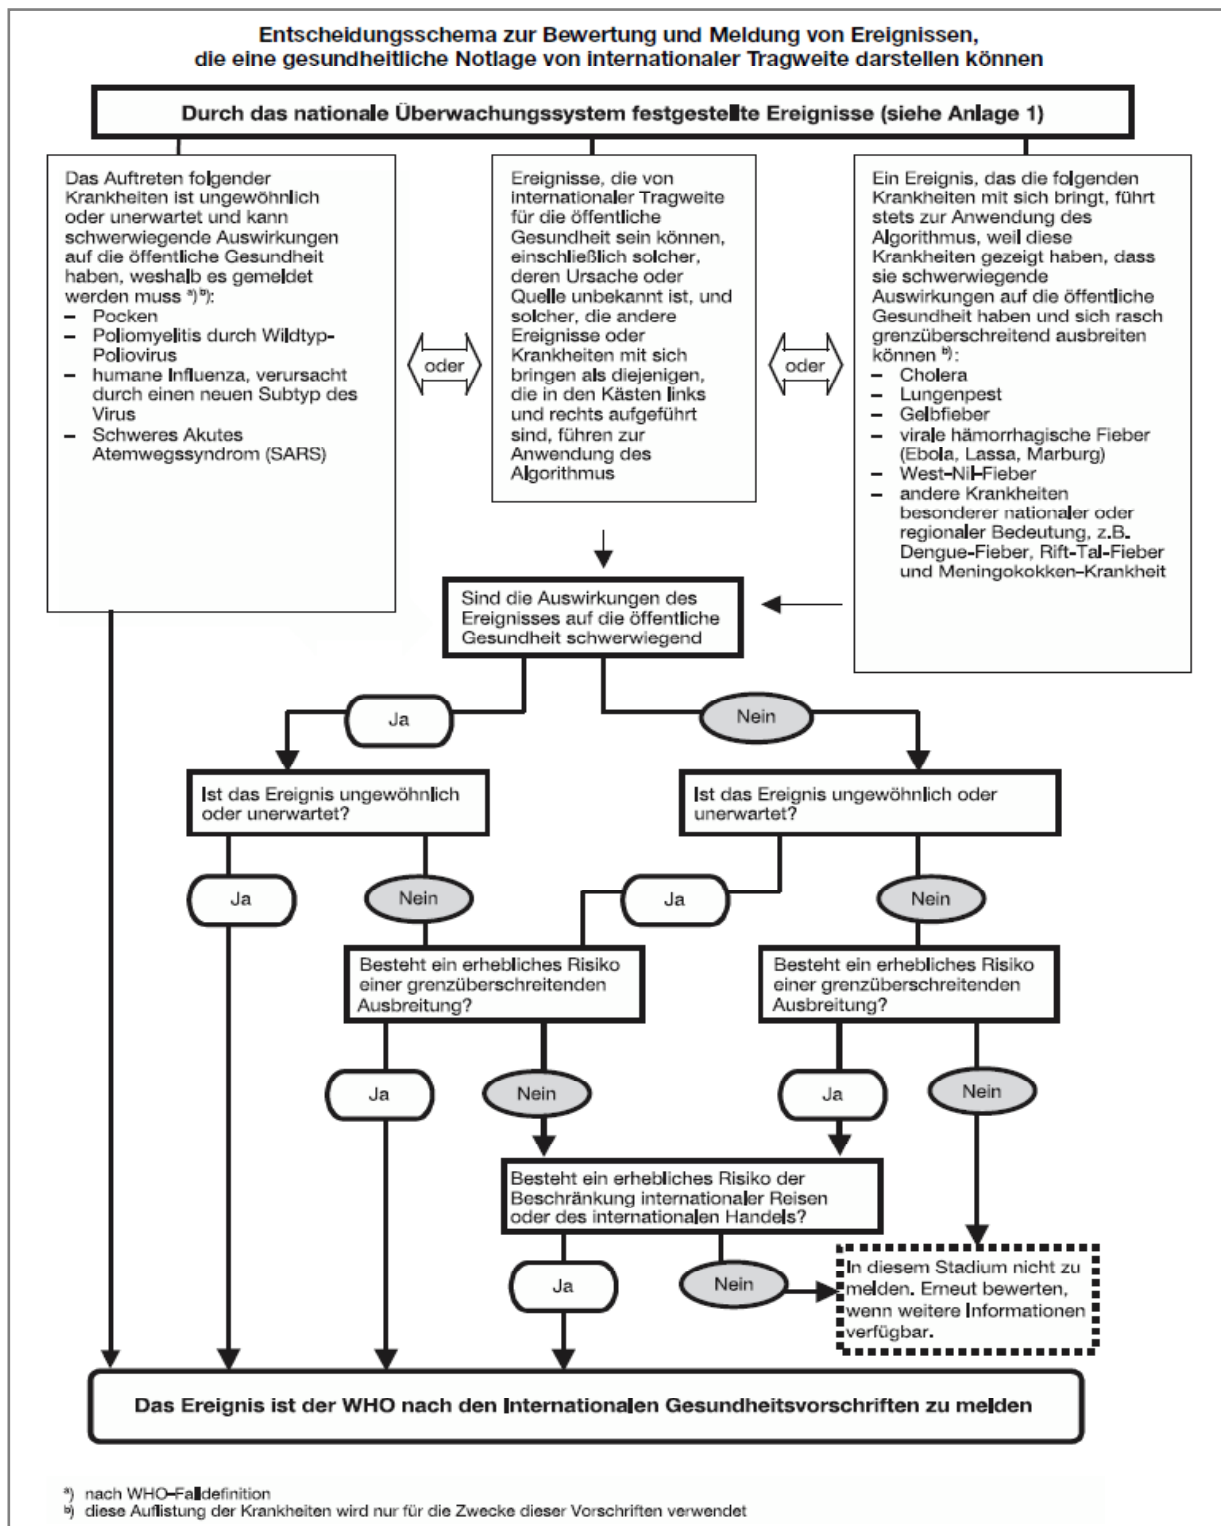 Entscheidungsschema zur Bewertung und Meldung von Ereignissen,
die eine gesundheitliche Notlage von internationaler Tragweite darstellen können
Durch das nationale Überwachungssystem festgestellte Ereignisse (siehe Anlage 1)
Das Auftreten folgender
Krankheiten ist ungewöhnlich
oder unerwartet und kann
schwerwiegende Auswirkungen
auf die öffentliche Gesundheit
haben, weshalb es gemeldet
werden muss a) b):
– Pocken
– Poliomyelitis durch Wildtyp-
Poliovirus
– humane Influenza, verursacht
durch einen neuen Subtyp des
Virus
– Schweres Akutes
Atemwegssyndrom (SARS)
oder
Ereignisse, die von
internationaler Tragweite
für die öffentliche
Gesundheit sein können,
einschließlich solcher,
deren Ursache oder
Quelle unbekannt ist, und
solcher, die andere
Ereignisse oder
Krankheiten mit sich
bringen als diejenigen,
die in den Kästen links
und rechts aufgeführt
sind, führen zur
Anwendung des
Algorithmus
oder
Ein Ereignis, das die folgenden
Krankheiten mit sich bringt, führt
stets zur Anwendung des
Algorithmus, weil diese
Krankheiten gezeigt haben, dass
sie schwerwiegende
Auswirkungen auf die öffentliche
Gesundheit haben und sich rasch
grenzüberschreitend ausbreiten
können b):
– Cholera
– Lungenpest
– Gelbfieber
– virale hämorrhagische Fieber
(Ebola, Lassa, Marburg)
– West-Nil-Fieber
– andere Krankheiten
besonderer nationaler oder
regionaler Bedeutung, z.B.
Dengue-Fieber, Rift-Tal-Fieber
und Meningokokken-Krankheit
Sind die Auswirkungen des
Ereignisses auf die öffentliche
Gesundheit schwerwiegend
Ja
Nein
Ist das Ereignis ungewöhnlich
oder unerwartet?
Ist das Ereignis ungewöhnlich oder
unerwartet?
Ja
Nein
Ja
Nein
Besteht ein erhebliches Risiko
einer grenzüberschreitenden
Ausbreitung?
Besteht ein erhebliches Risiko
einer grenzüberschreitenden
Ausbreitung?
Ja
Nein
Ja
Nein
Besteht ein erhebliches Risiko der
Beschränkung internationaler Reisen
oder des internationalen Handels?
Ja
Nein
In diesem Stadium nicht zu
melden. Erneut bewerten,
wenn weitere Informationen
verfügbar.
Das Ereignis ist der WHO nach den Internationalen Gesundheitsvorschriften zu melden
a) nach WHO-Falldefinition
b) diese Auflistung der Krankheiten wird nur für die Zwecke dieser Vorschriften verwendet